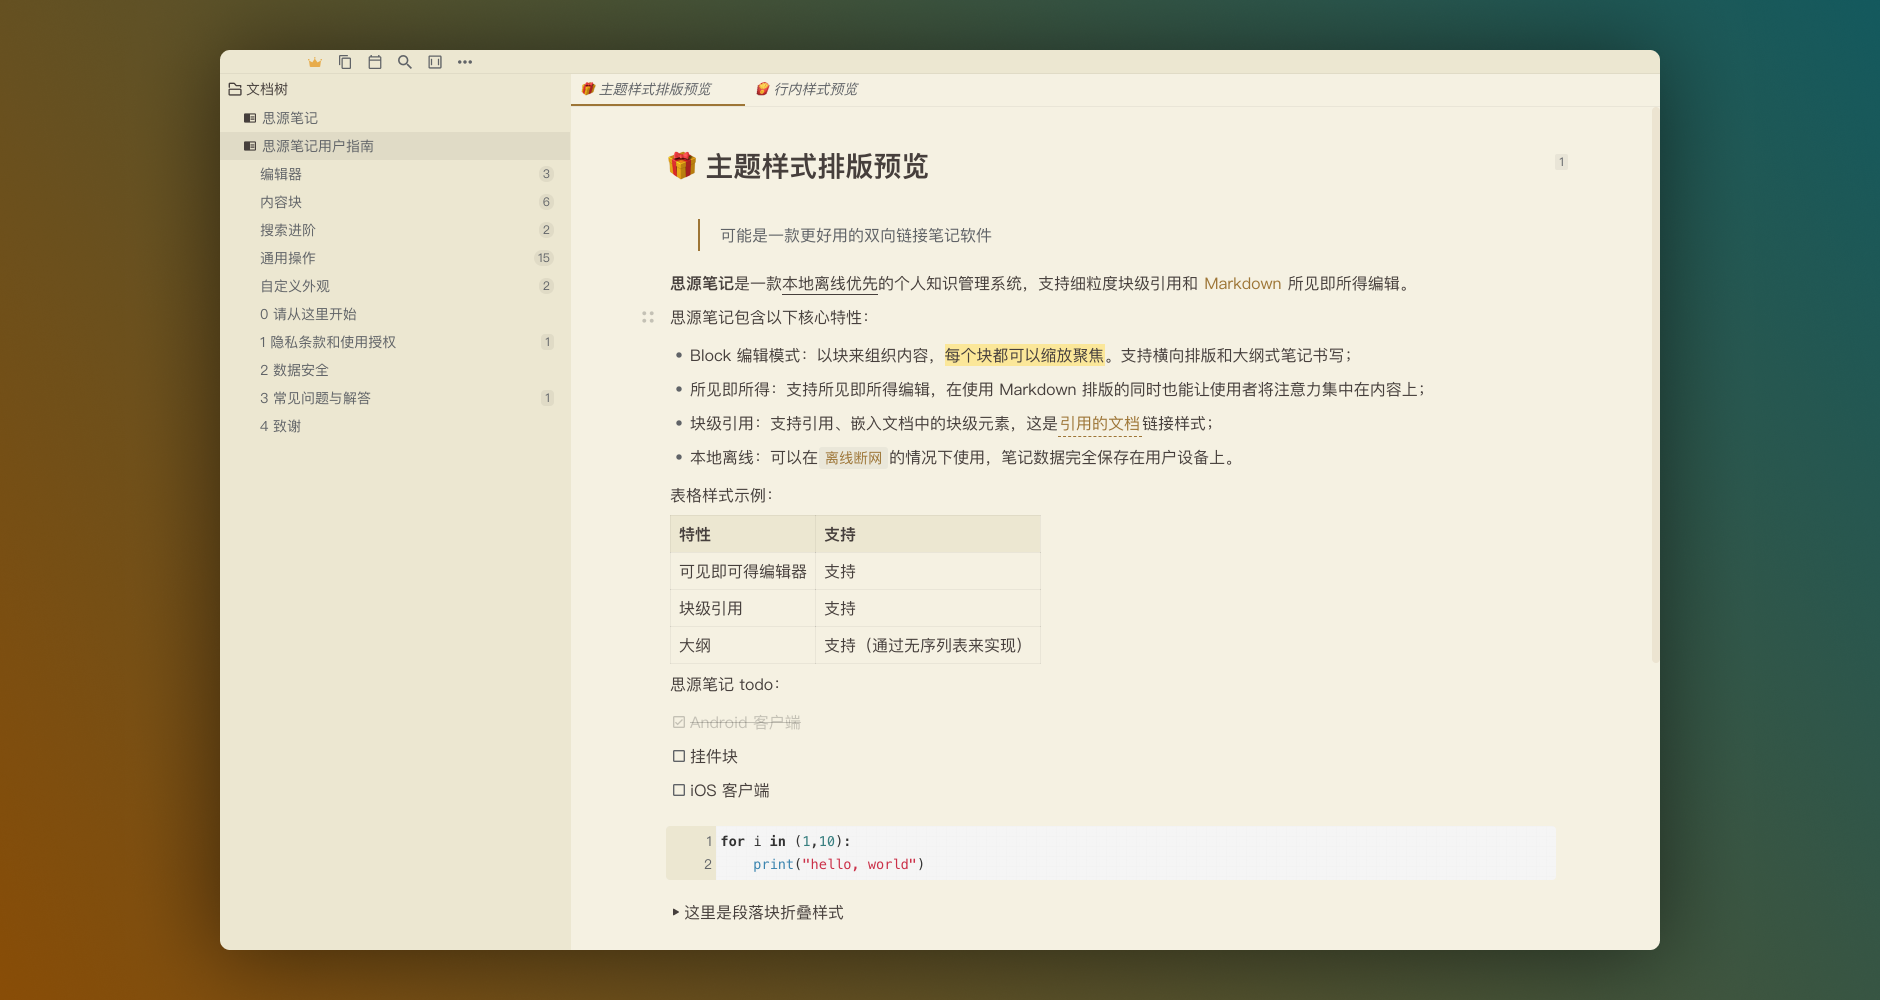 文档树
思源笔记
思源笔记用户指南
编辑器 3
内容块 6
搜索进阶 2
通用操作 15
自定义外观 2
0 请从这里开始
1 隐私条款和使用授权 1
2 数据安全
3 常见问题与解答 1
4 致谢
主题样式排版预览
行内样式预览
主题样式排版预览
1
可能是一款更好用的双向链接笔记软件
思源笔记是一款本地离线优先的个人知识管理系统，支持细粒度块级引用和 Markdown 所见即所得编辑。
思源笔记包含以下核心特性：
• Block 编辑模式：以块来组织内容，每个块都可以缩放聚焦。支持横向排版和大纲式笔记书写；
• 所见即所得：支持所见即所得编辑，在使用 Markdown 排版的同时也能让使用者将注意力集中在内容上；
• 块级引用：支持引用、嵌入文档中的块级元素，这是引用的文档链接样式；
• 本地离线：可以在 离线断网 的情况下使用，笔记数据完全保存在用户设备上。
表格样式示例：
特性 支持
可见即可得编辑器 支持
块级引用 支持
大纲 支持（通过无序列表来实现）
思源笔记 todo：
Android 客户端
挂件块
iOS 客户端
1 for i in (1,10):
2     print("hello, world")
这里是段落块折叠样式